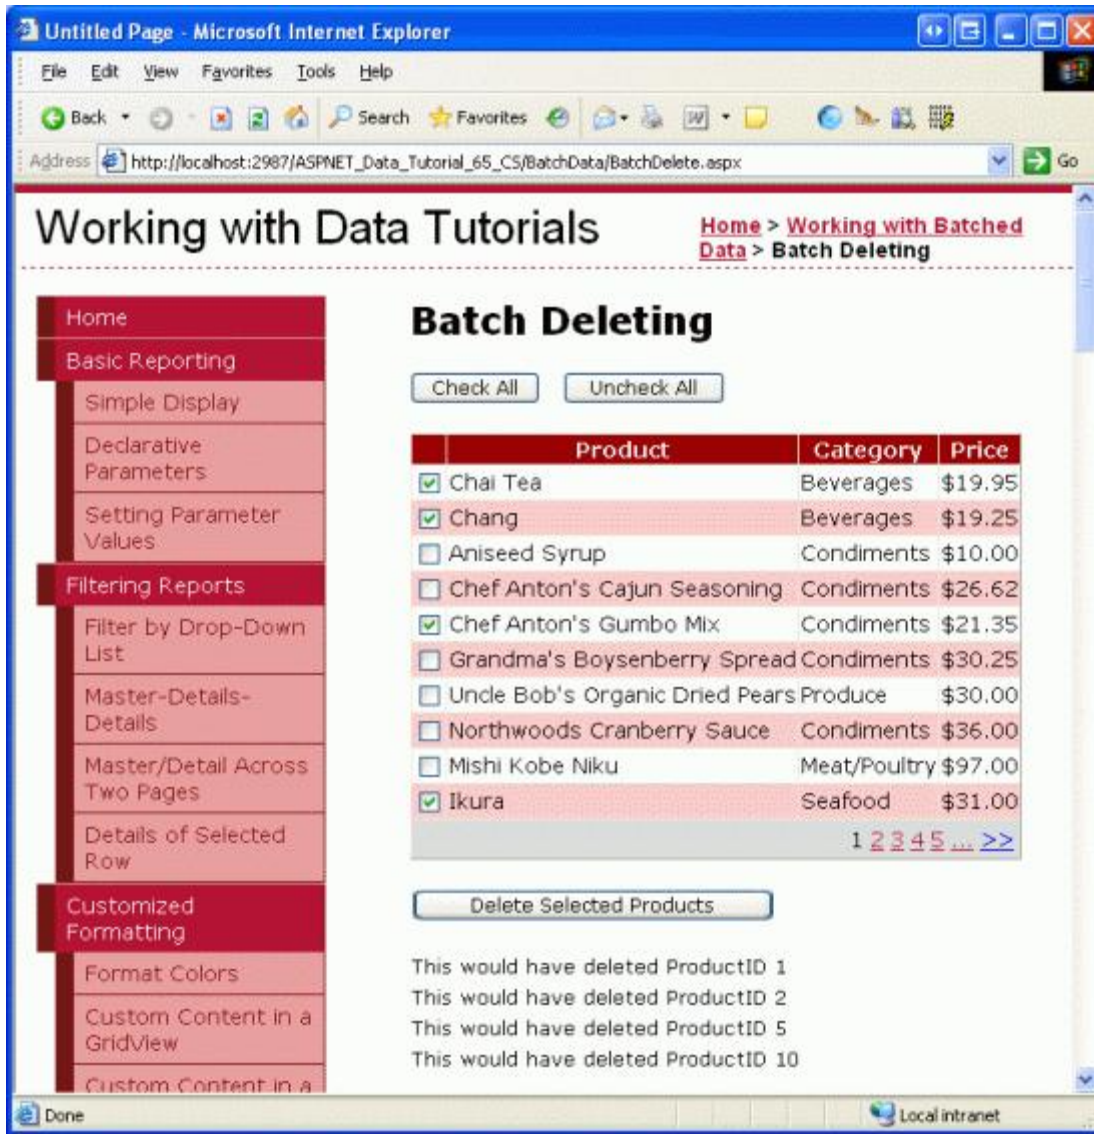 Untitled Page - Microsoft Internet Explorer
File Edit View Favorites Tools Help
Back Search Favorites
Address http://localhost:2987/ASPNET_Data_Tutorial_65_CS/BatchData/BatchDelete.aspx Go
Working with Data Tutorials
Home > Working with Batched
Data > Batch Deleting
Home
Basic Reporting
Simple Display
Declarative
Parameters
Setting Parameter
Values
Filtering Reports
Filter by Drop-Down
List
Master-Details-
Details
Master/Detail Across
Two Pages
Details of Selected
Row
Customized
Formatting
Format Colors
Custom Content in a
GridView
Custom Content in a
Batch Deleting
Check All Uncheck All
Product Category Price
Chai Tea Beverages $19.95
Chang Beverages $19.25
Aniseed Syrup Condiments $10.00
Chef Anton's Cajun Seasoning Condiments $26.62
Chef Anton's Gumbo Mix Condiments $21.35
Grandma's Boysenberry Spread Condiments $30.25
Uncle Bob's Organic Dried Pears Produce $30.00
Northwoods Cranberry Sauce Condiments $36.00
Mishi Kobe Niku Meat/Poultry $97.00
Ikura Seafood $31.00
1 2 3 4 5 ... >>
Delete Selected Products
This would have deleted ProductID 1
This would have deleted ProductID 2
This would have deleted ProductID 5
This would have deleted ProductID 10
Done Local intranet